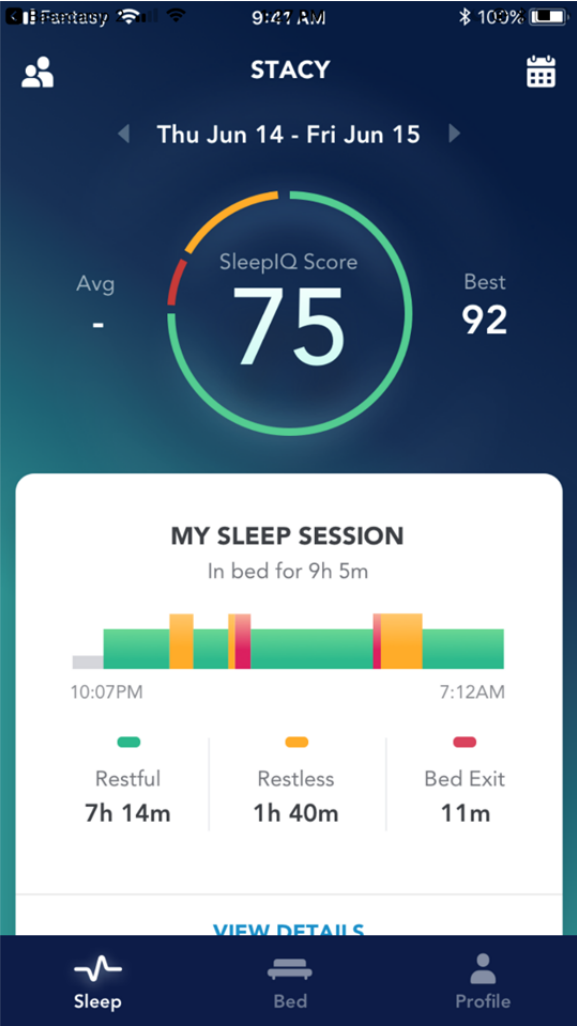 9:41 AM 100%
STACY
Thu Jun 14 - Fri Jun 15
SleepIQ Score
75
Avg
-
Best
92
MY SLEEP SESSION
In bed for 9h 5m
10:07PM 7:12AM
Restful Restless Bed Exit
7h 14m 1h 40m 11m
VIEW DETAILS
Sleep Bed Profile